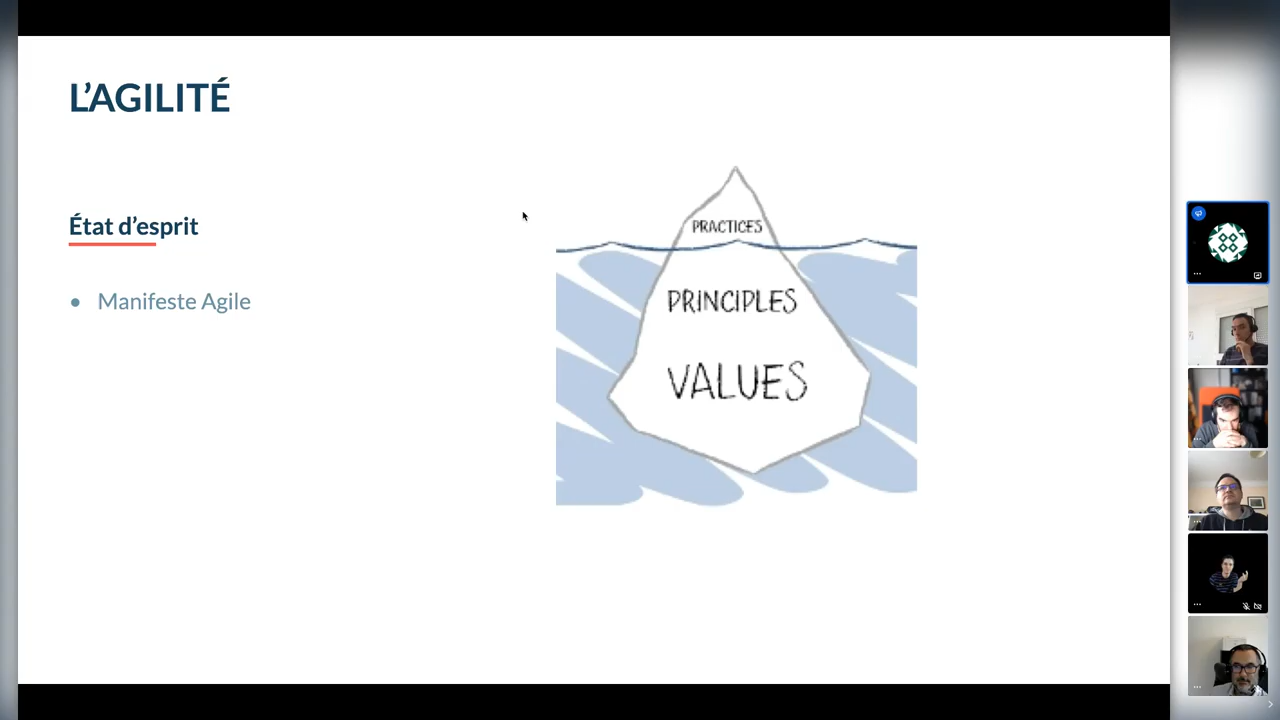 L'AGILITÉ
État d'esprit
• Manifeste Agile
PRACTICES
PRINCIPLES
VALUES